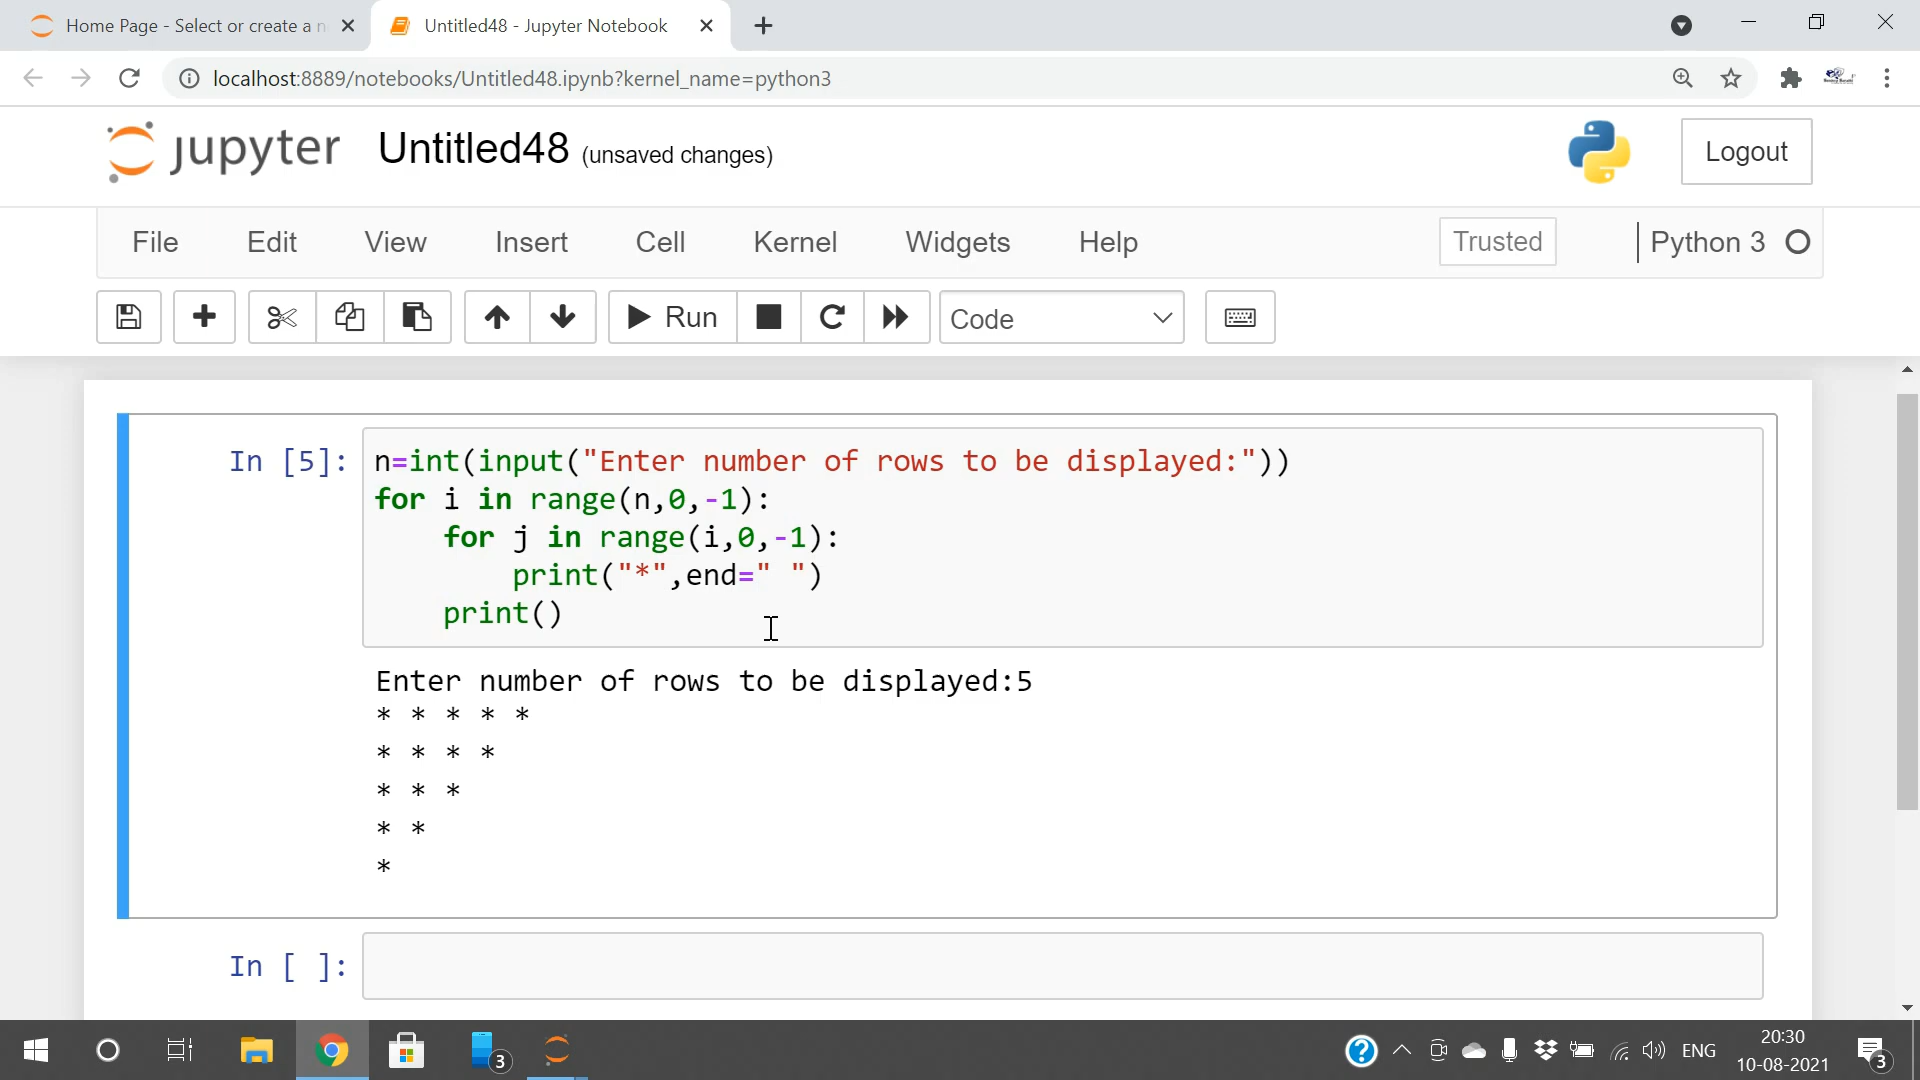 Home Page - Select or create a n
Untitled48 - Jupyter Notebook
localhost:8889/notebooks/Untitled48.ipynb?kernel_name=python3
jupyter Untitled48 (unsaved changes)
Logout
File Edit View Insert Cell Kernel Widgets Help Trusted Python 3
Run Code
In [5]: n=int(input("Enter number of rows to be displayed:"))
for i in range(n,0,-1):
    for j in range(i,0,-1):
        print("*",end=" ")
    print()
Enter number of rows to be displayed:5
* * * * *
* * * *
* * *
* *
*
In [ ]:
3
ENG
20:30
10-08-2021
3